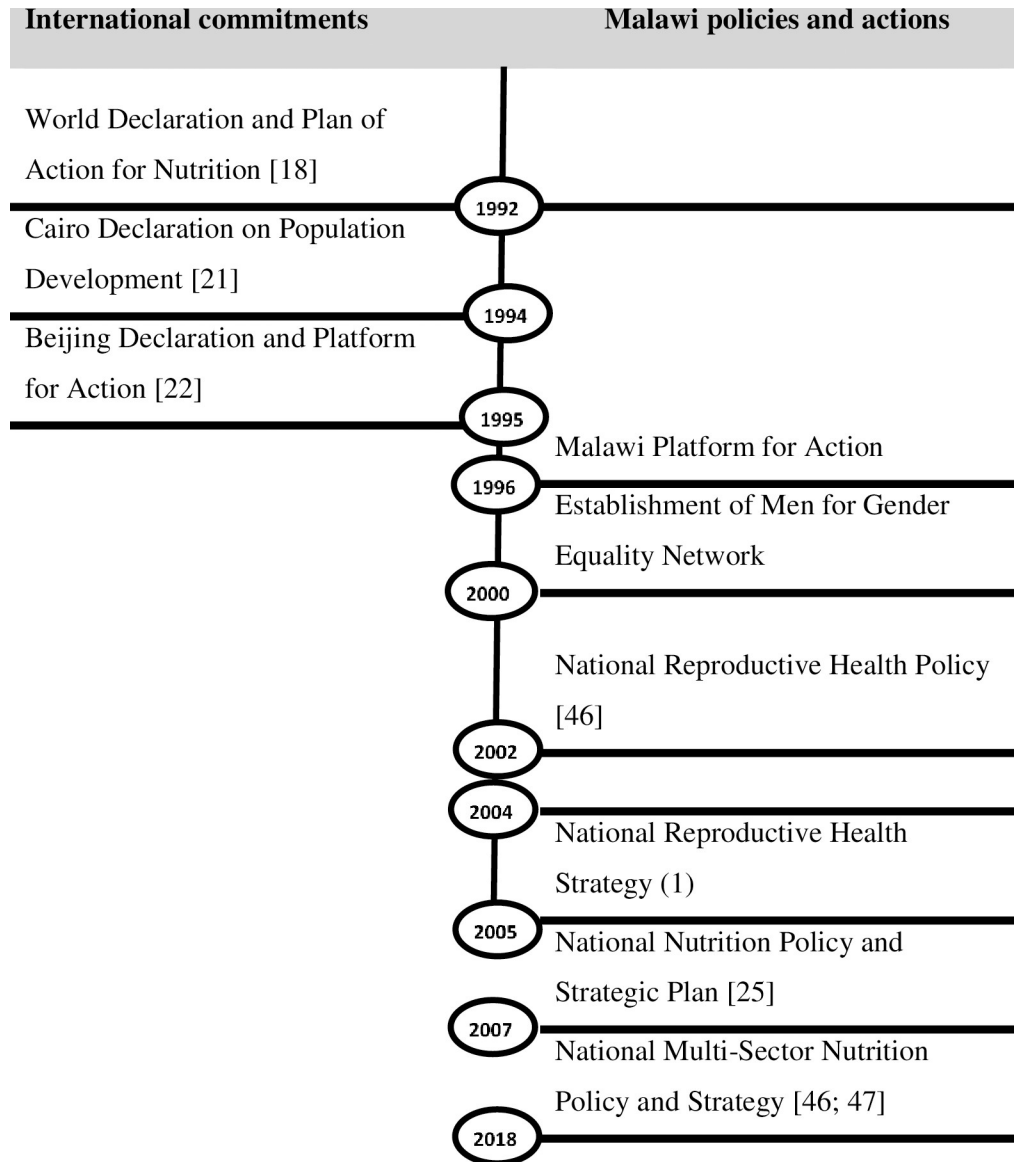 International commitments
Malawi policies and actions
World Declaration and Plan of
Action for Nutrition [18]
1992
Cairo Declaration on Population
Development [21]
1994
Beijing Declaration and Platform
for Action [22]
1995
Malawi Platform for Action
1996
Establishment of Men for Gender
Equality Network
2000
National Reproductive Health Policy
[46]
2002
2004
National Reproductive Health
Strategy (1)
2005
National Nutrition Policy and
Strategic Plan [25]
2007
National Multi-Sector Nutrition
Policy and Strategy [46; 47]
2018